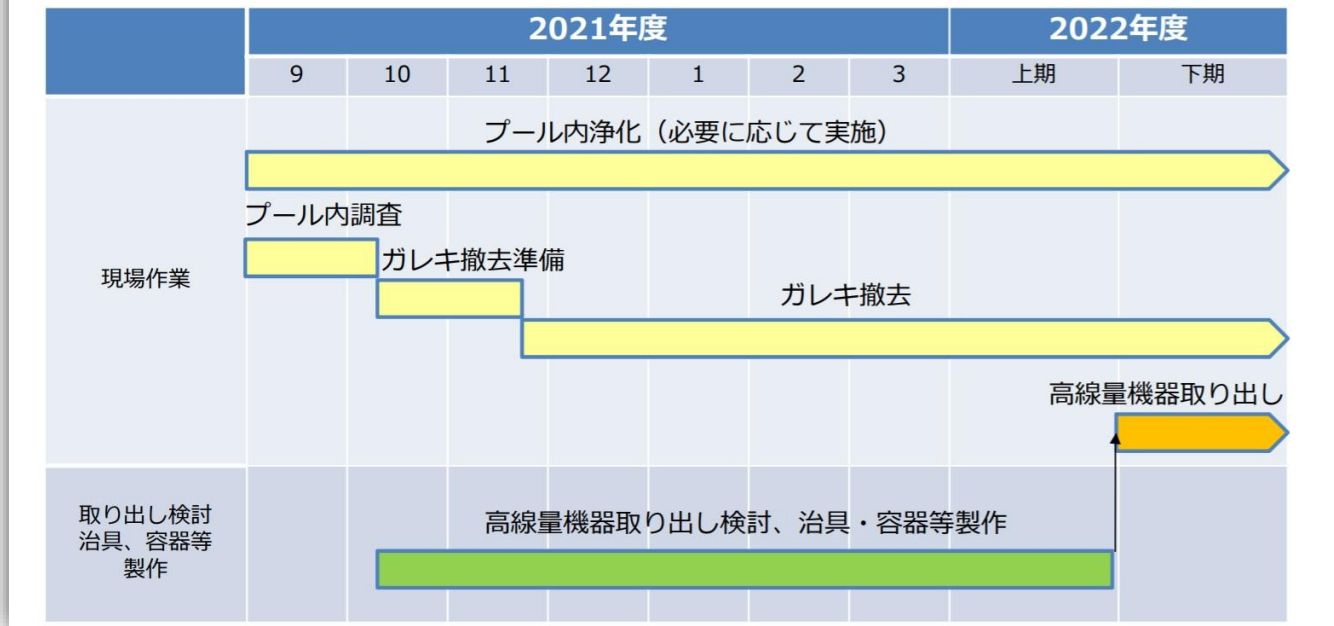 2021年度
2022年度
9
10
11
12
1
2
3
上期
下期
現場作業
プール内浄化（必要に応じて実施）
プール内調査
ガレキ撤去準備
ガレキ撤去
高線量機器取り出し
取り出し検討
治具、容器等
製作
高線量機器取り出し検討、治具・容器等製作